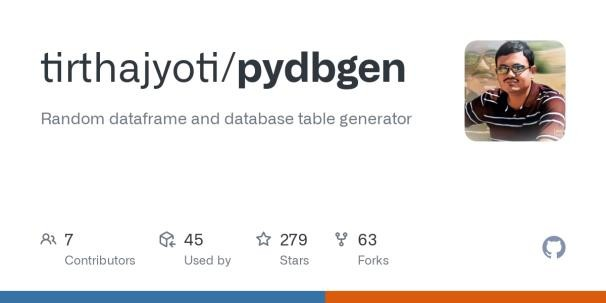 tirthajyoti/pydbgen
Random dataframe and database table generator
7 45 279 63
Contributors Used by Stars Forks